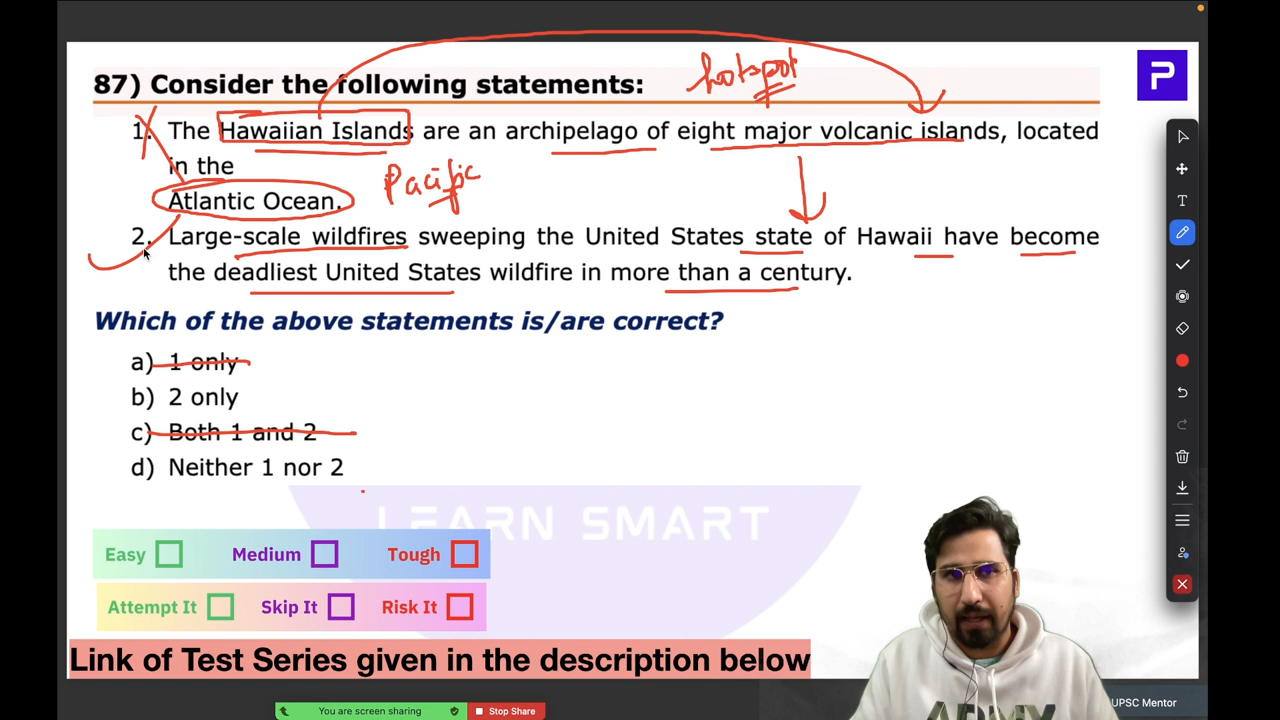 hotspot
87) Consider the following statements:
1. The Hawaiian Islands are an archipelago of eight major volcanic islands, located
in the
Pacific
Atlantic Ocean.
2. Large-scale wildfires sweeping the United States state of Hawaii have become
the deadliest United States wildfire in more than a century.
Which of the above statements is/are correct?
a) 1 only
b) 2 only
c) Both 1 and 2
d) Neither 1 nor 2
LEARN SMART
Easy Medium Tough
Attempt It Skip It Risk It
Link of Test Series given in the description below
You are screen sharing Stop Share
UPSC Mentor
ARMY
P
T